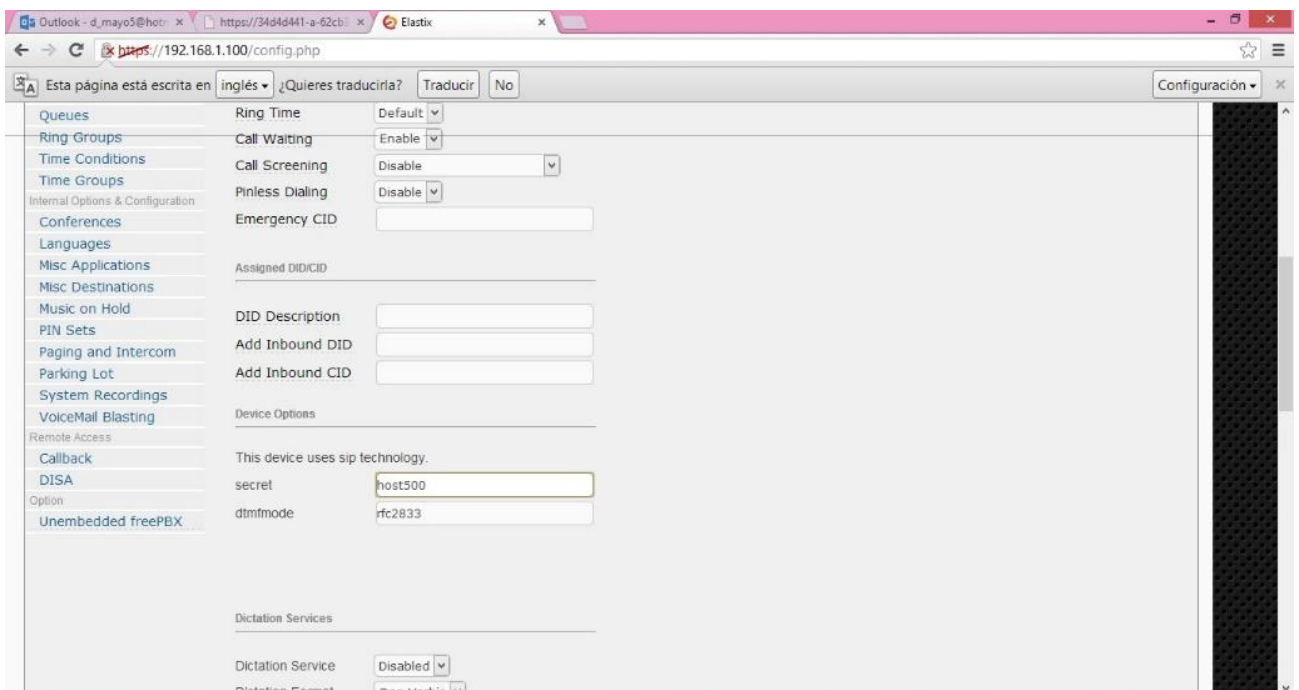 Outlook - d_mayo5@hotn
https://34d4d441-a-62cb
Elastix
https://192.168.1.100/config.php
Esta página está escrita en inglés ¿Quieres traducirla? Traducir No Configuración
Queues
Ring Groups
Time Conditions
Time Groups
Internal Options & Configuration
Conferences
Languages
Misc Applications
Misc Destinations
Music on Hold
PIN Sets
Paging and Intercom
Parking Lot
System Recordings
VoiceMail Blasting
Remote Access
Callback
DISA
Option
Unembedded freePBX
Ring Time Default
Call Waiting Enable
Call Screening Disable
Pinless Dialing Disable
Emergency CID
Assigned DID/CID
DID Description
Add Inbound DID
Add Inbound CID
Device Options
This device uses sip technology.
secret host500
dtmfmode rfc2833
Dictation Services
Dictation Service Disabled
Dictation Format Ogg Vorbis